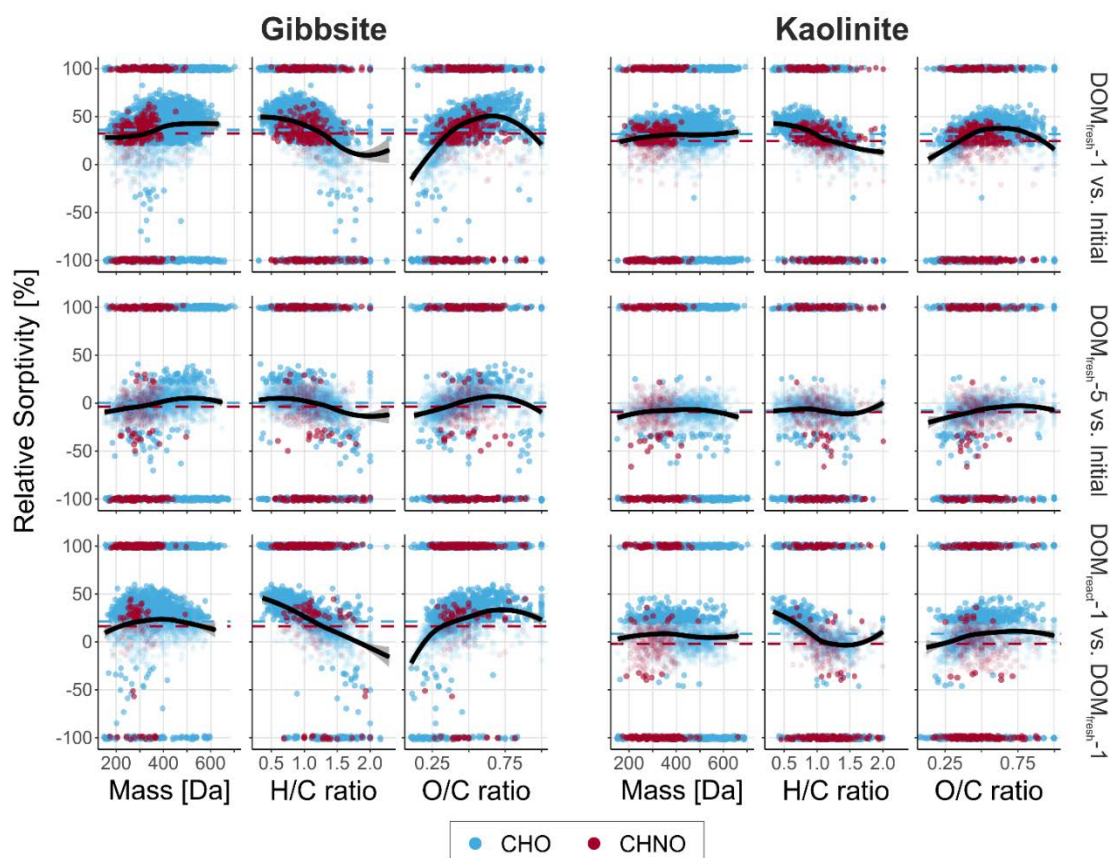 Gibbsite Kaolinite
Relative Sorptivity [%]
100
50
0
-50
-100
DOMfresh-1 vs. Initial
100
50
0
-50
-100
DOMfresh-5 vs. Initial
100
50
0
-50
-100
DOMreact-1 vs. DOMfresh-1
200 400 600 0.5 1.0 1.5 2.0 0.25 0.75 200 400 600 0.5 1.0 1.5 2.0 0.25 0.75
Mass [Da] H/C ratio O/C ratio Mass [Da] H/C ratio O/C ratio
CHO CHNO